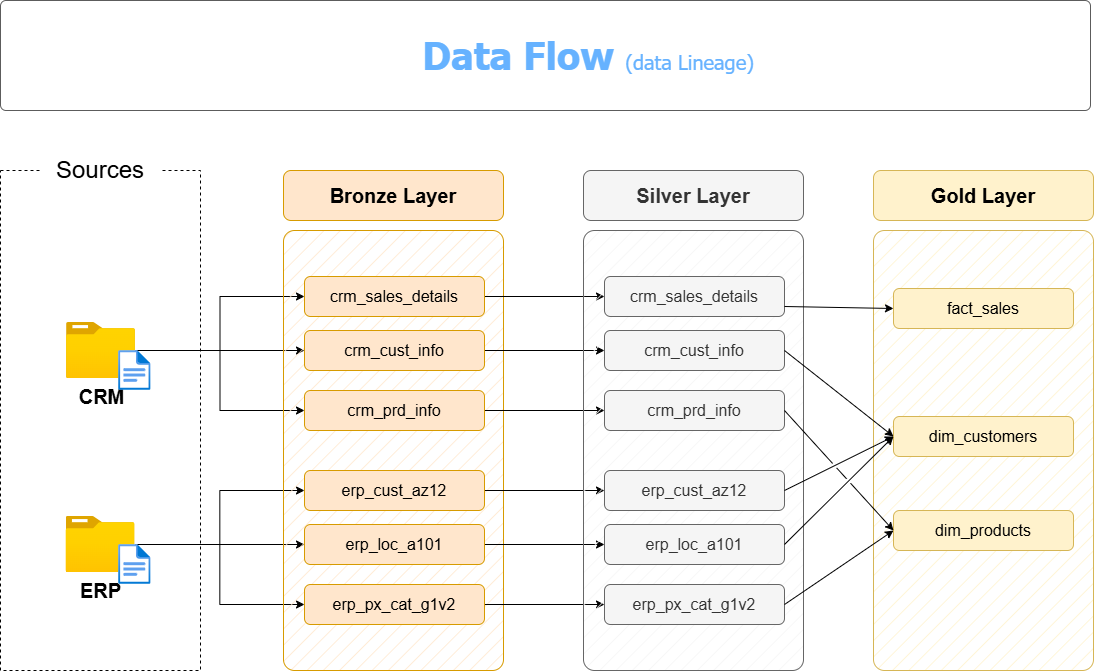 Data Flow (data Lineage)
Sources
Bronze Layer
Silver Layer
Gold Layer
CRM
ERP
crm_sales_details
crm_cust_info
crm_prd_info
erp_cust_az12
erp_loc_a101
erp_px_cat_g1v2
crm_sales_details
crm_cust_info
crm_prd_info
erp_cust_az12
erp_loc_a101
erp_px_cat_g1v2
fact_sales
dim_customers
dim_products